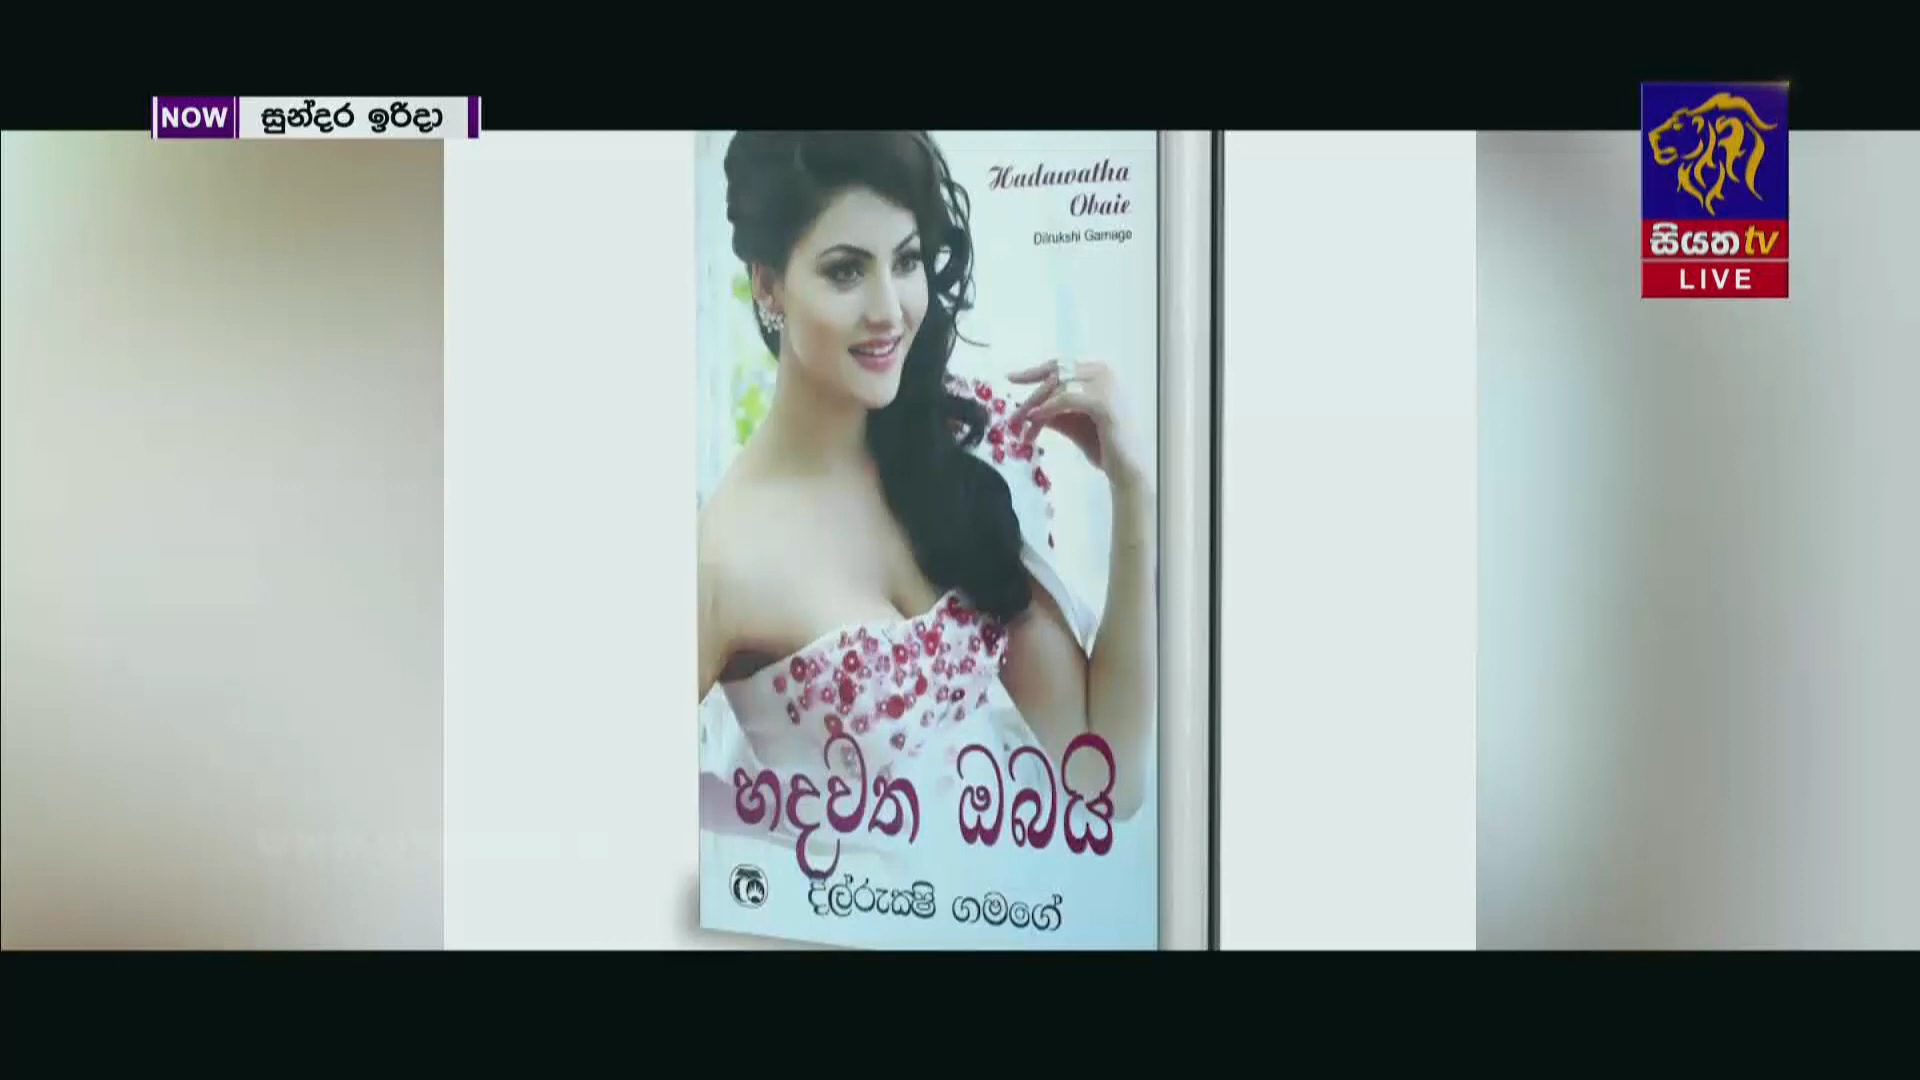 NOW සුන්දර ඉරිදා
සියත tv
LIVE
Hadawatha
Obaie
Dilrukshi Gamage
හදවත ඔබයි
දිල්රුක්ෂි ගමගේ